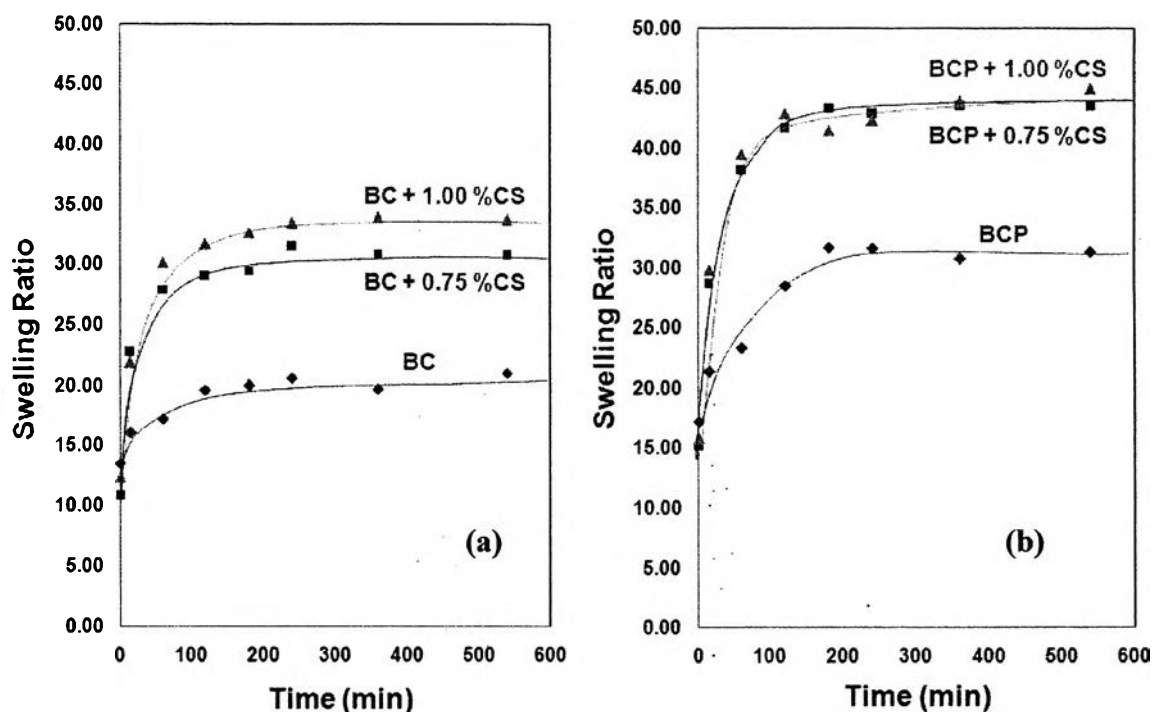 50.00
45.00
40.00
35.00
30.00
25.00
20.00
15.00
10.00
5.00
0.00
Swelling Ratio
BC + 1.00 %CS
BC + 0.75 %CS
BC
(a)
0 100 200 300 400 500 600
Time (min)
50.00
45.00
40.00
35.00
30.00
25.00
20.00
15.00
10.00
5.00
0.00
Swelling Ratio
BCP + 1.00 %CS
BCP + 0.75 %CS
BCP
(b)
0 100 200 300 400 500 600
Time (min)